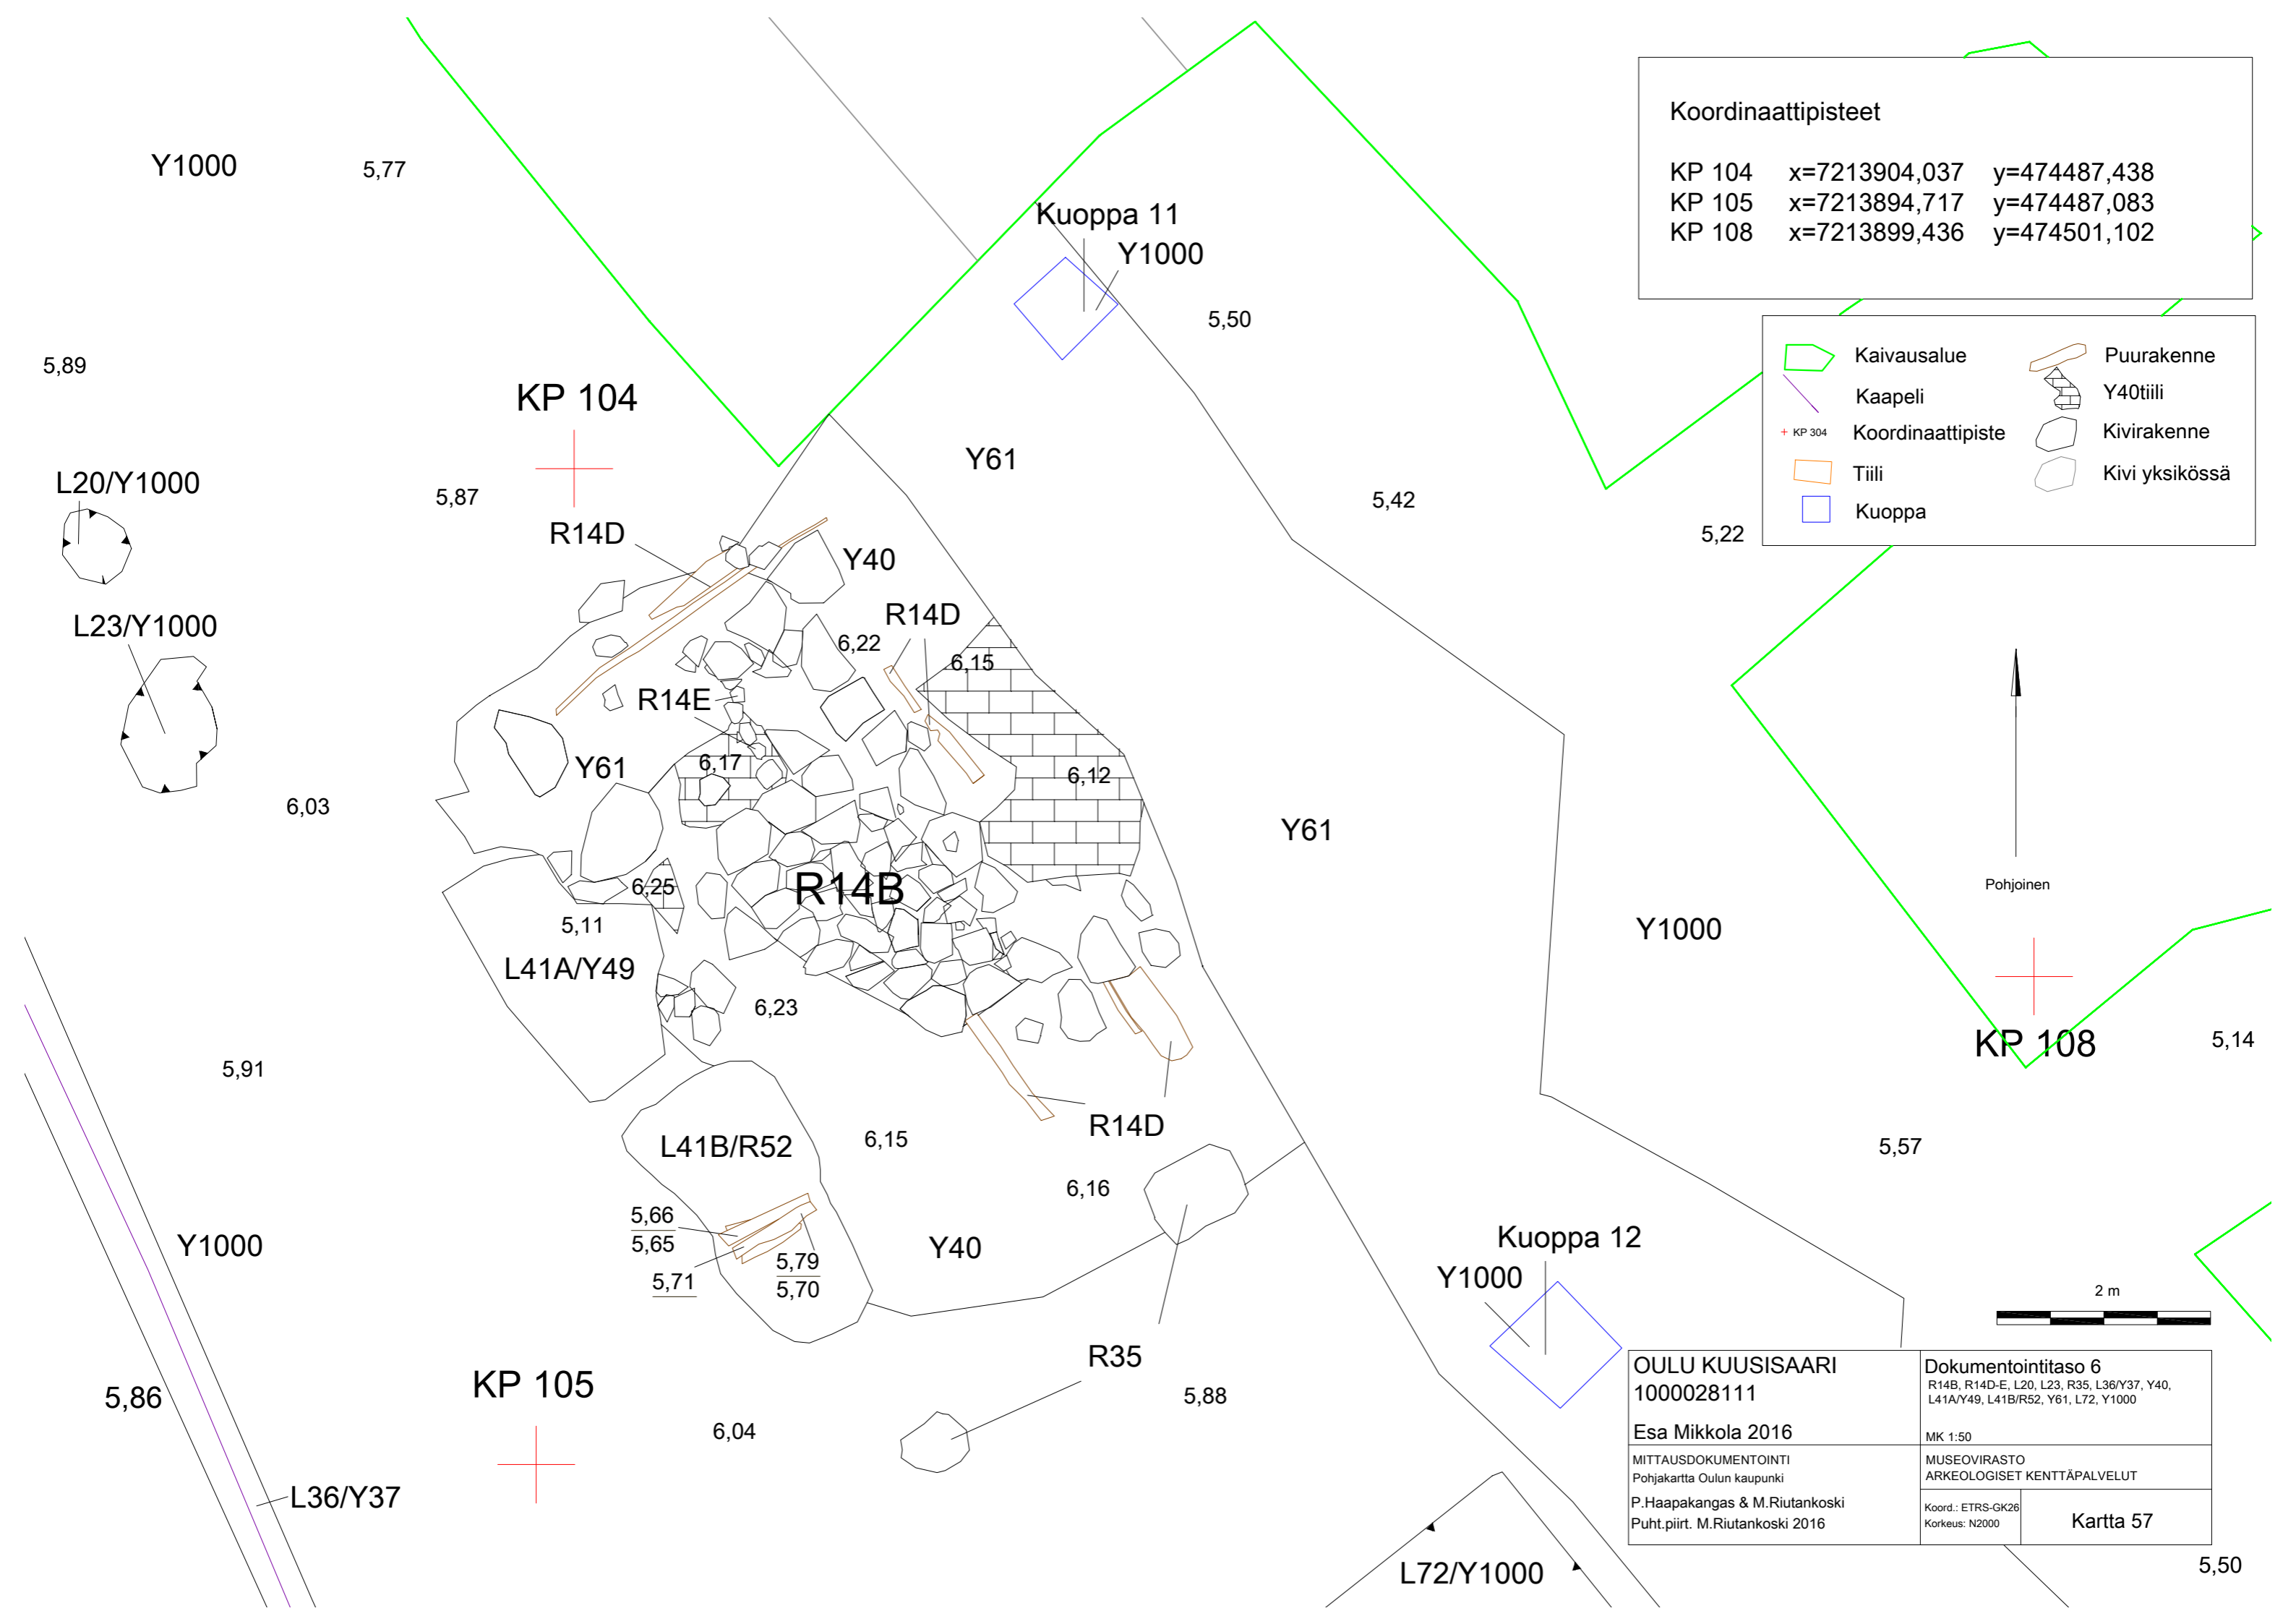 Koordinaattipisteet
KP 104 x=7213904,037 y=474487,438
KP 105 x=7213894,717 y=474487,083
KP 108 x=7213899,436 y=474501,102
Kaivausalue
Kaapeli
KP 304 Koordinaattipiste
Tiili
Kuoppa
Puurakenne
Y40tiili
Kivirakenne
Kivi yksikössä
Y1000
5,77
Kuoppa 11
Y1000
5,50
5,89
KP 104
Y61
L20/Y1000
5,87
5,42
R14D
5,22
Y40
L23/Y1000
R14D
6,22
6,15
R14E
Y61
6,17
6,12
6,03
Y61
6,25
R14B
Pohjoinen
5,11
Y1000
L41A/Y49
6,23
KP 108
5,14
5,91
R14D
L41B/R52
6,15
5,57
6,16
5,66
5,65
Y1000
Y40
Kuoppa 12
5,79
5,70
5,71
Y1000
2 m
R35
KP 105
5,86
5,88
6,04
L36/Y37
L72/Y1000
5,50
OULU KUUSISAARI
1000028111
Esa Mikkola 2016
Dokumentointitaso 6
R14B, R14D-E, L20, L23, R35, L36/Y37, Y40,
L41A/Y49, L41B/R52, Y61, L72, Y1000
MK 1:50
MITTAUSDOKUMENTOINTI
Pohjakartta Oulun kaupunki
P.Haapakangas & M.Riutankoski
Puht.piirt. M.Riutankoski 2016
MUSEOVIRASTO
ARKEOLOGISET KENTTÄPALVELUT
Koord.: ETRS-GK26
Korkeus: N2000
Kartta 57